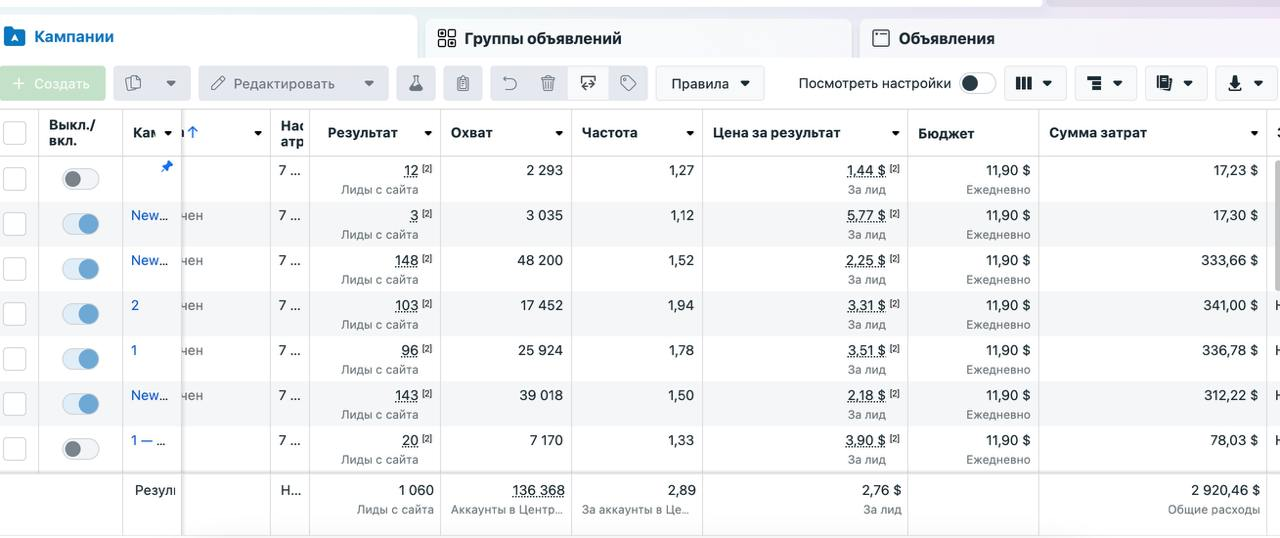 Кампании
Группы объявлений
Объявления
+ Создать
Редактировать
Правила
Посмотреть настройки
Выкл./
вкл.
Результат
Охват
Частота
Цена за результат
Бюджет
Сумма затрат
7 ... 12 [2] 2 293 1,27 1,44 $ [2] 11,90 $ 17,23 $
Лиды с сайта За лид Ежедневно
New... чен 7 ... 3 [2] 3 035 1,12 5,77 $ [2] 11,90 $ 17,30 $
Лиды с сайта За лид Ежедневно
New... чен 7 ... 148 [2] 48 200 1,52 2,25 $ [2] 11,90 $ 333,66 $
Лиды с сайта За лид Ежедневно
2 чен 7 ... 103 [2] 17 452 1,94 3,31 $ [2] 11,90 $ 341,00 $
Лиды с сайта За лид Ежедневно
1 чен 7 ... 96 [2] 25 924 1,78 3,51 $ [2] 11,90 $ 336,78 $
Лиды с сайта За лид Ежедневно
New... чен 7 ... 143 [2] 39 018 1,50 2,18 $ [2] 11,90 $ 312,22 $
Лиды с сайта За лид Ежедневно
1 — ... 7 ... 20 [2] 7 170 1,33 3,90 $ [2] 11,90 $ 78,03 $
Лиды с сайта За лид Ежедневно
Н... 1 060 136 368 2,89 2,76 $ 2 920,46 $
Лиды с сайта Аккаунты в Центр... За аккаунты в Це... За лид Общие расходы